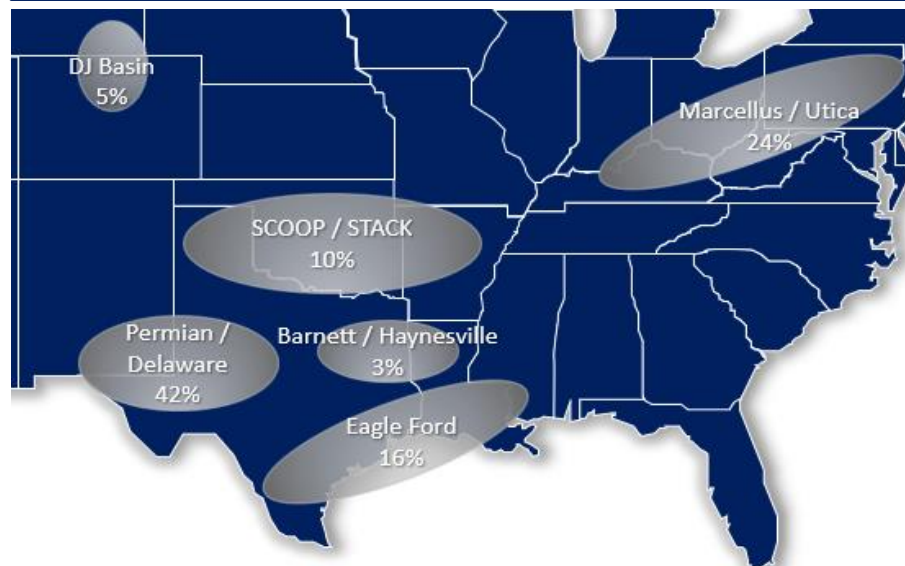 DJ Basin
5%
Marcellus / Utica
24%
SCOOP / STACK
10%
Permian /
Delaware
42%
Barnett / Haynesville
3%
Eagle Ford
16%